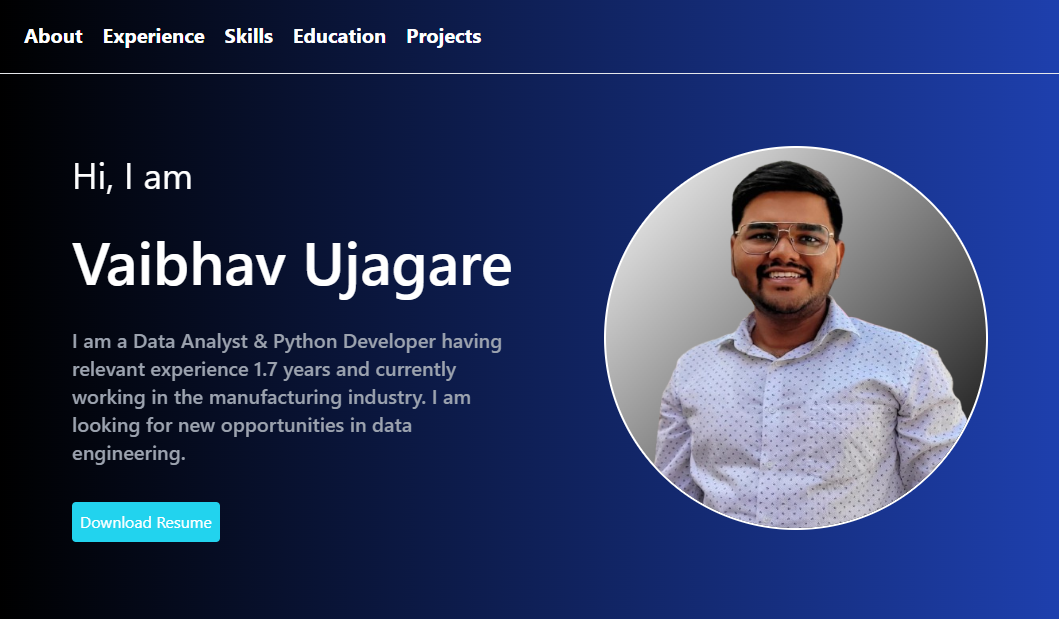 About Experience Skills Education Projects
Hi, I am
Vaibhav Ujagare
I am a Data Analyst & Python Developer having
relevant experience 1.7 years and currently
working in the manufacturing industry. I am
looking for new opportunities in data
engineering.
Download Resume